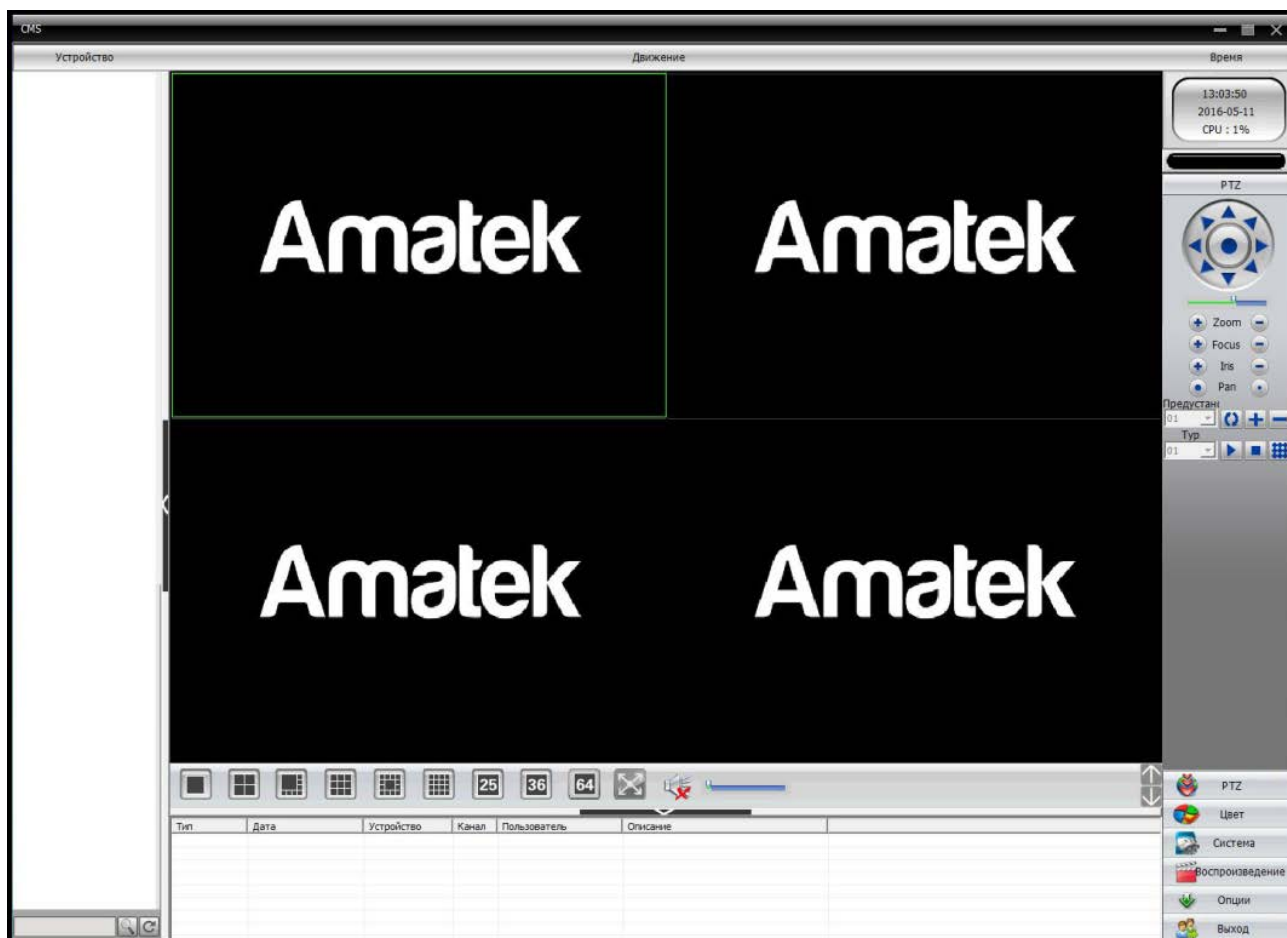 CMS
Устройство Движение Время
13:03:50
2016-05-11
CPU : 1%
Amatek Amatek
PTZ
Zoom
Focus
Iris
Pan
Предустан
01
Тур
01
Amatek Amatek
25 36 64
Тип Дата Устройство Канал Пользователь Описание
PTZ
Цвет
Система
Воспроизведение
Опции
Выход